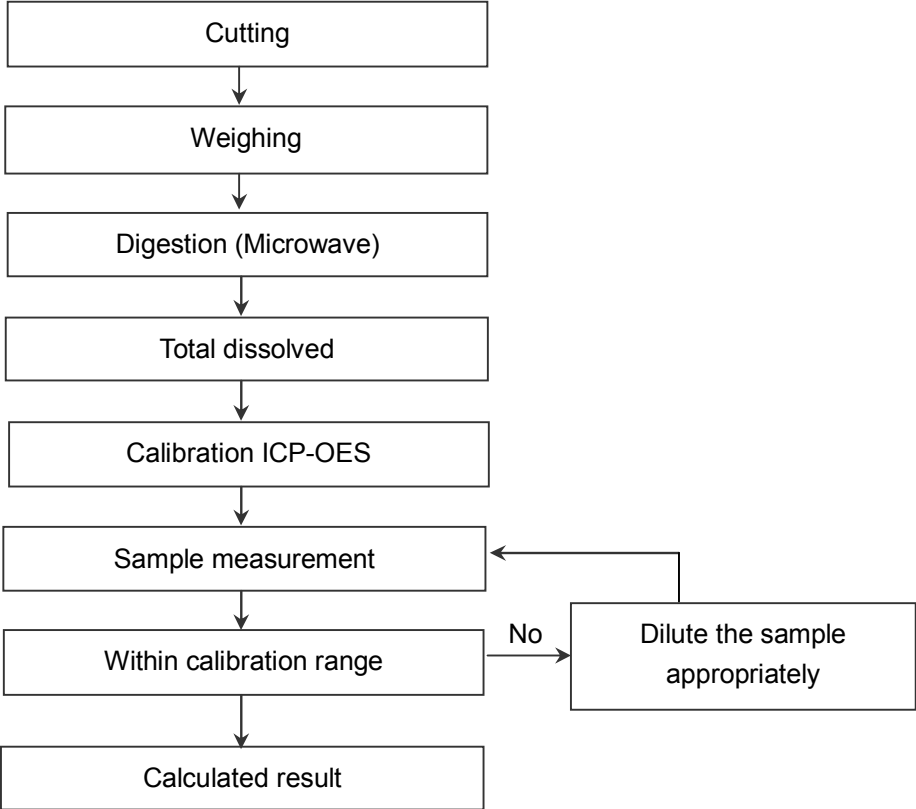 Cutting
Weighing
Digestion (Microwave)
Total dissolved
Calibration ICP-OES
Sample measurement
Within calibration range
No
Dilute the sample
appropriately
Calculated result